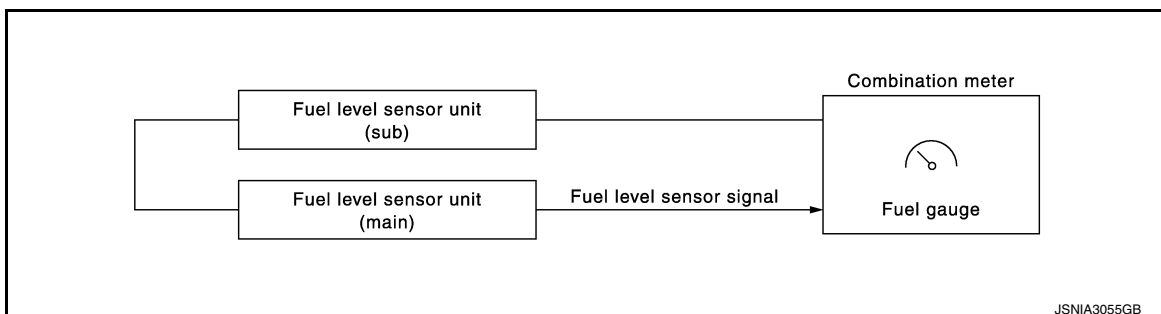 Combination meter
Fuel level sensor unit
(sub)
Fuel level sensor unit
(main)
Fuel level sensor signal
Fuel gauge
JSNIA3055GB